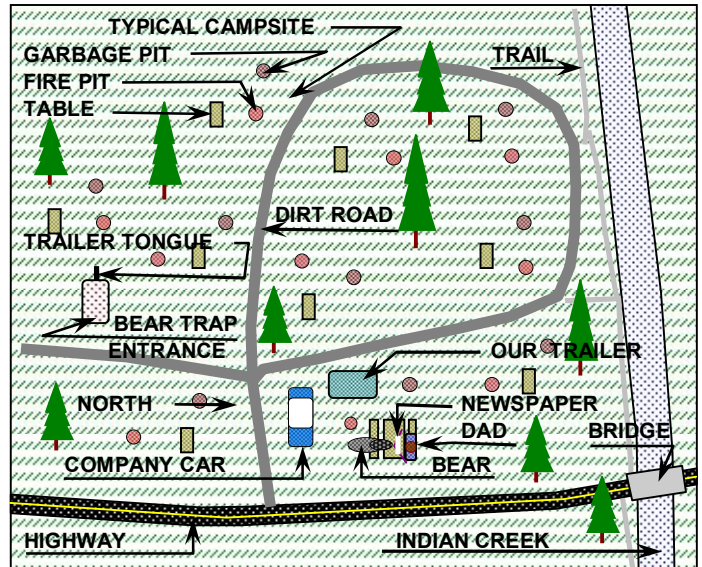 TYPICAL CAMPSITE
GARBAGE PIT
TRAIL
FIRE PIT
TABLE
DIRT ROAD
TRAILER TONGUE
BEAR TRAP
ENTRANCE
OUR TRAILER
NORTH
NEWSPAPER
DAD
BRIDGE
COMPANY CAR
BEAR
HIGHWAY
INDIAN CREEK